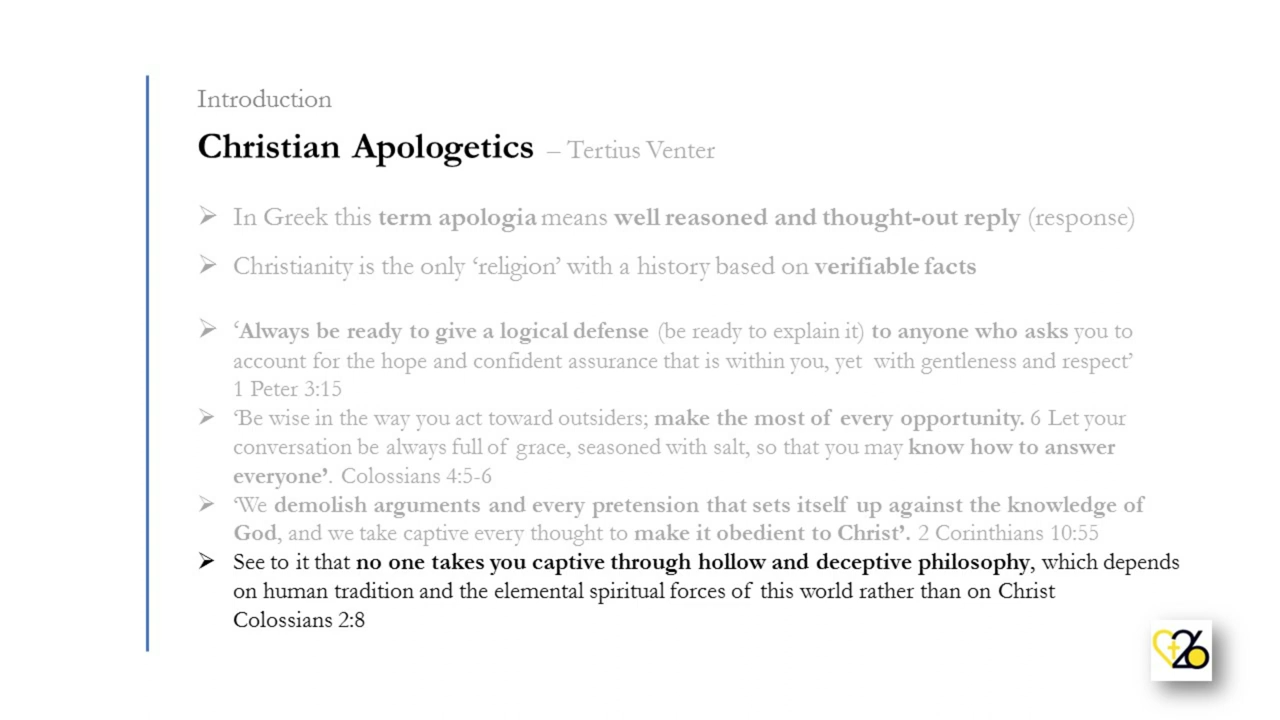 Introduction
Christian Apologetics – Tertius Venter
➢ In Greek this term apologia means well reasoned and thought-out reply (response)
➢ Christianity is the only ‘religion’ with a history based on verifiable facts
➢ ‘Always be ready to give a logical defense (be ready to explain it) to anyone who asks you to
account for the hope and confident assurance that is within you, yet with gentleness and respect’
1 Peter 3:15
➢ ‘Be wise in the way you act toward outsiders; make the most of every opportunity. 6 Let your
conversation be always full of grace, seasoned with salt, so that you may know how to answer
everyone’. Colossians 4:5-6
➢ ‘We demolish arguments and every pretension that sets itself up against the knowledge of
God, and we take captive every thought to make it obedient to Christ’. 2 Corinthians 10:55
➢ See to it that no one takes you captive through hollow and deceptive philosophy, which depends
on human tradition and the elemental spiritual forces of this world rather than on Christ
Colossians 2:8
26